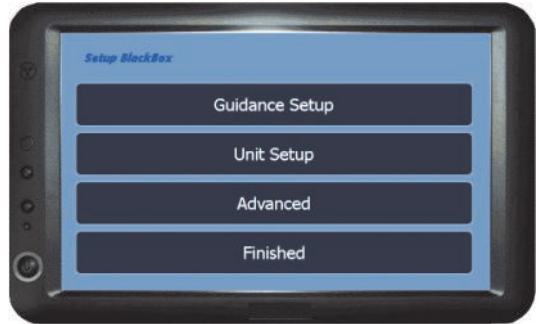 Setup BlackBox
Guidance Setup
Unit Setup
Advanced
Finished